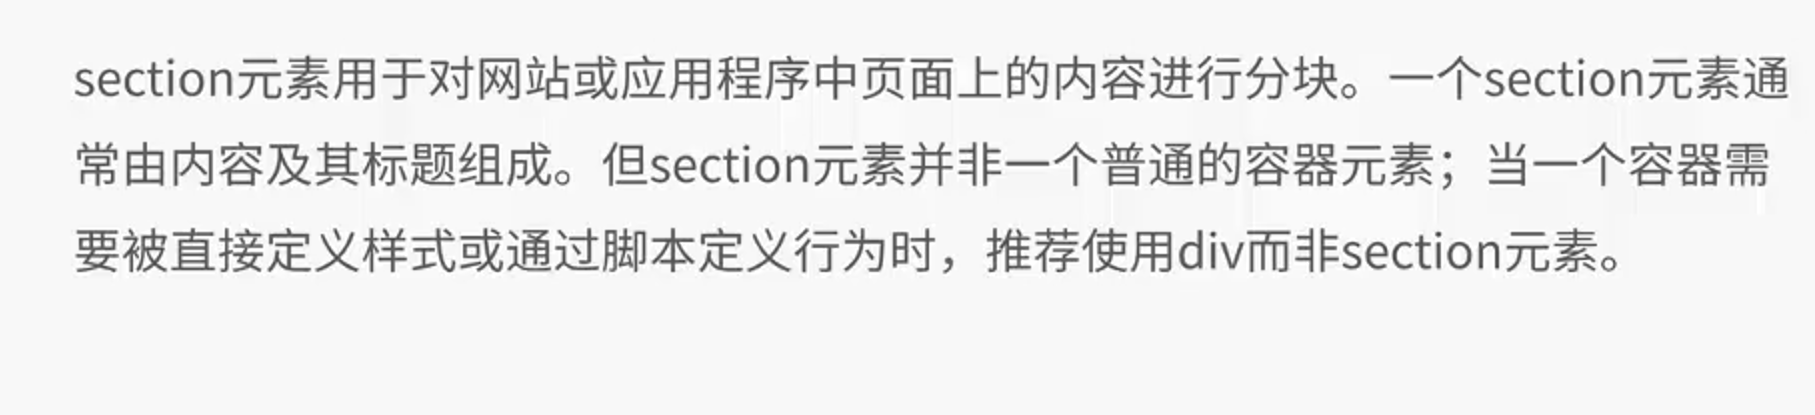 section元素用于对网站或应用程序中页面上的内容进行分块。一个section元素通
常由内容及其标题组成。但section元素并非一个普通的容器元素；当一个容器需
要被直接定义样式或通过脚本定义行为时，推荐使用div而非section元素。